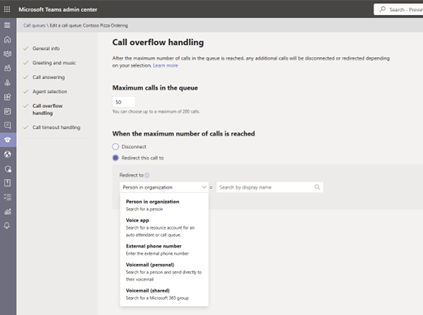 Microsoft Teams admin center
Search - Preview
Call queues \ Edit a call queue Contoso Pizza Ordering
General info
Greeting and music
Call answering
Agent selection
Call overflow
handling
Call timeout handling
Call overflow handling
After the maximum number of calls in the queue is reached, any additional calls will be disconnected or redirected depending
on your selection. Learn more
Maximum calls in the queue
50
You can choose up to a maximum of 200 calls.
When the maximum number of calls is reached
Disconnect
Redirect this call to
Redirect to
Person in organization
Search by display name
Person in organization
Search for a person
Voice app
Search for a resource account for an
auto attendant or call queue
External phone number
Enter the external phone number
Voicemail (personal)
Search for a person and send directly to
their voicemail
Voicemail (shared)
Search for a Microsoft 365 group